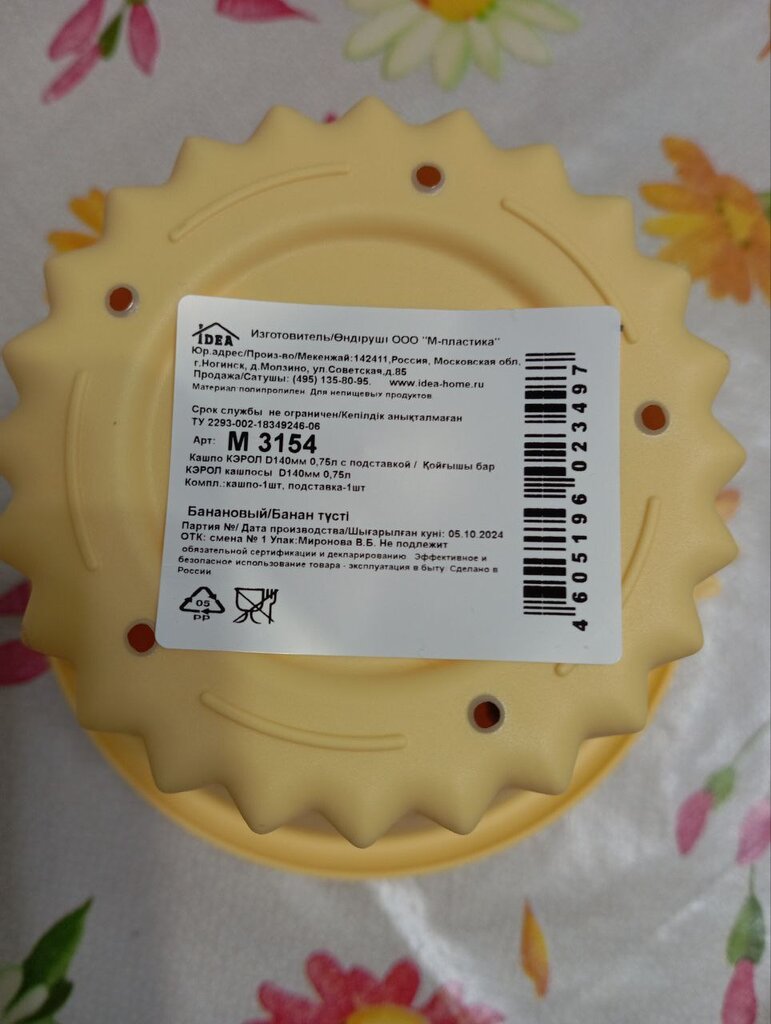 IDEA
Изготовитель/Өндіруші ООО "М-пластика"
Юр.адрес/Произ-во/Мекенжай:142411,Россия, Московская обл,
г.Ногинск, д.Молзино, ул.Советская,д.85
Продажа/Сатушы: (495) 135-80-95. www.idea-home.ru
Материал полипропилен. Для непищевых продуктов
Срок службы не ограничен/Кепілдік анықталмаған
ТУ 2293-002-18349246-06
Арт: М 3154
Кашпо КЭРОЛ D140мм 0,75л с подставкой / Қойғышы бар
КЭРОЛ кашпосы D140мм 0,75л
Компл.:кашпо-1шт, подставка-1шт
Банановый/Банан түсті
Партия №/ Дата производства/Шығарылған күні: 05.10.2024
ОТК: смена № 1 Упак:Миронова В.Б. Не подлежит
обязательной сертификации и декларированию. Эффективное и
безопасное использование товара - эксплуатация в быту. Сделано в
России
05
PP
4 605196 023497